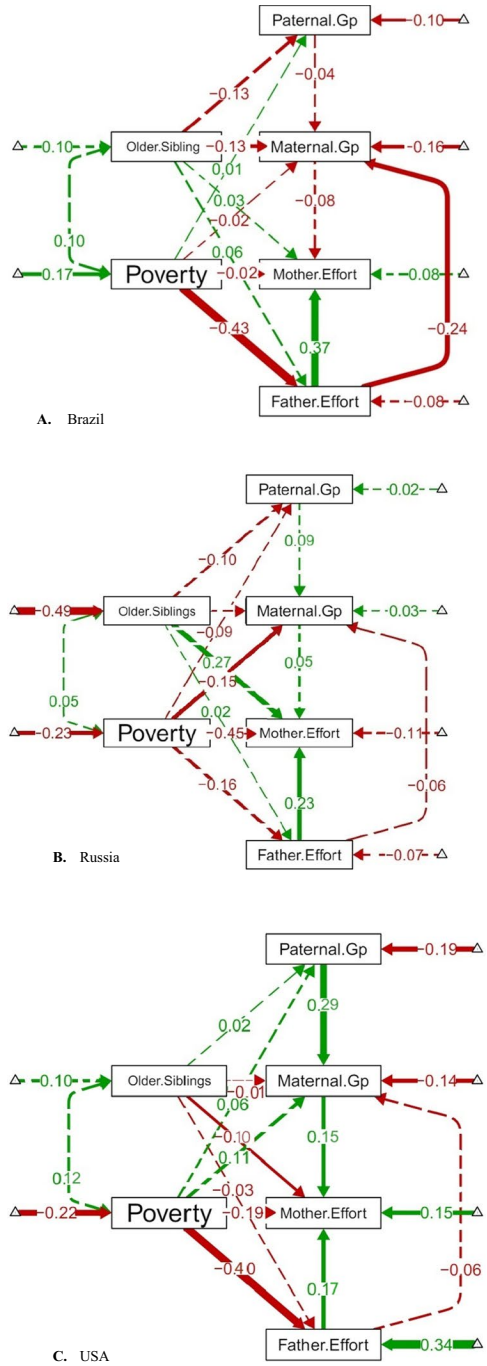 Paternal.Gp
−0.10
−0.04
−0.13
-0.10
Older.Sibling
−0.13
Maternal.Gp
−0.16
0.01
0.03
−0.08
−0.02
0.10
0.06
0.17
Poverty
−0.02
Mother.Effort
0.08
−0.43
0.37
−0.24
Father.Effort
−0.08
A. Brazil
Paternal.Gp
0.02
−0.10
0.09
−0.49
Older.Siblings
Maternal.Gp
0.03
−0.09
0.27
0.05
−0.15
0.05
0.02
−0.23
Poverty
−0.45
Mother.Effort
−0.11
−0.16
0.23
−0.06
Father.Effort
−0.07
B. Russia
Paternal.Gp
−0.19
0.29
0.02
0.10
Older.Siblings
−0.01
Maternal.Gp
−0.14
0.06
−0.10
0.15
0.11
0.12
−0.03
−0.22
Poverty
−0.19
Mother.Effort
0.15
−0.40
−0.06
0.17
Father.Effort
0.34
C. USA